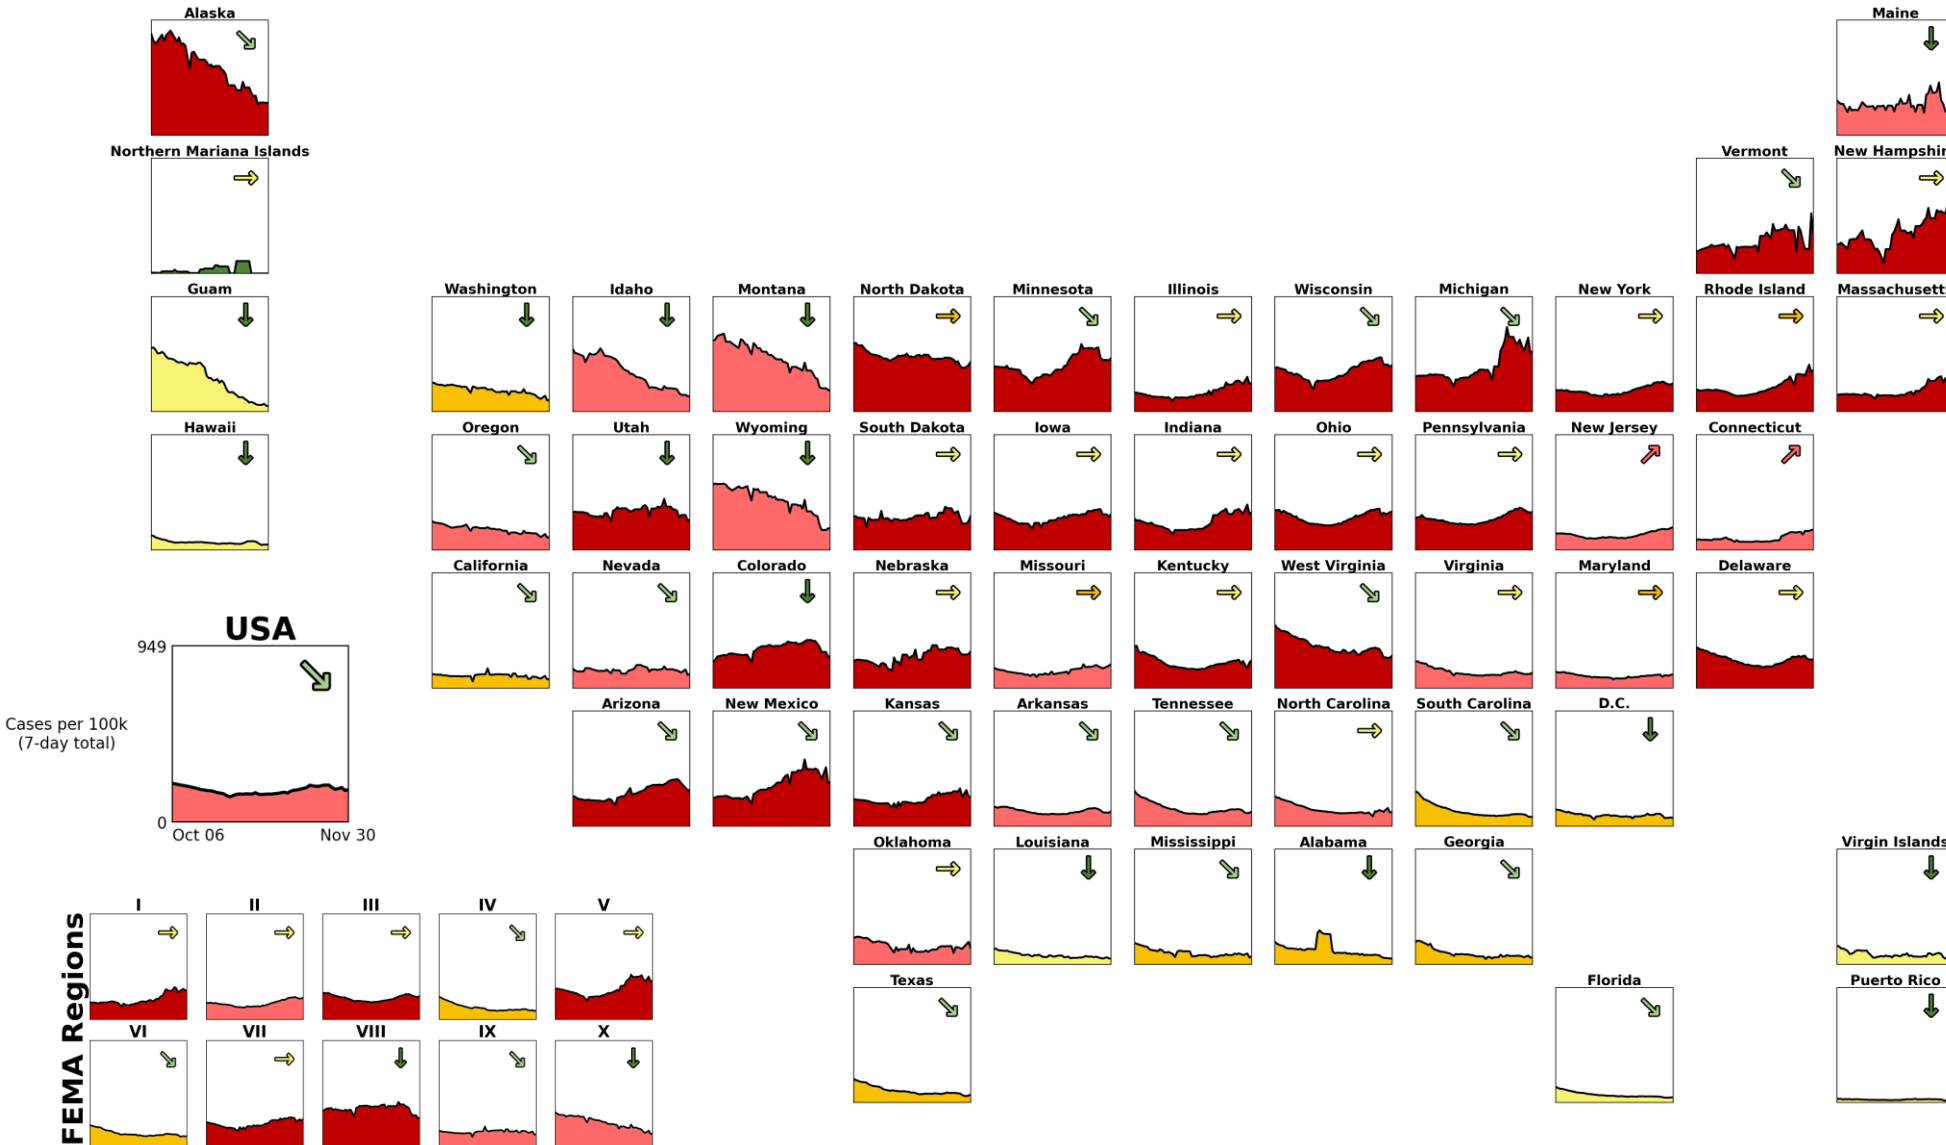 Alaska
Maine
Northern Mariana Islands
Vermont
New Hampshir
Guam
Washington
Idaho
Montana
North Dakota
Minnesota
Illinois
Wisconsin
Michigan
New York
Rhode Island
Massachusett
Hawaii
Oregon
Utah
Wyoming
South Dakota
Iowa
Indiana
Ohio
Pennsylvania
New Jersey
Connecticut
California
Nevada
Colorado
Nebraska
Missouri
Kentucky
West Virginia
Virginia
Maryland
Delaware
USA
949
Cases per 100k
(7-day total)
0
Oct 06
Nov 30
Arizona
New Mexico
Kansas
Arkansas
Tennessee
North Carolina
South Carolina
D.C.
Oklahoma
Louisiana
Mississippi
Alabama
Georgia
Virgin Islands
Texas
Florida
Puerto Rico
FEMA Regions
I
II
III
IV
V
VI
VII
VIII
IX
X